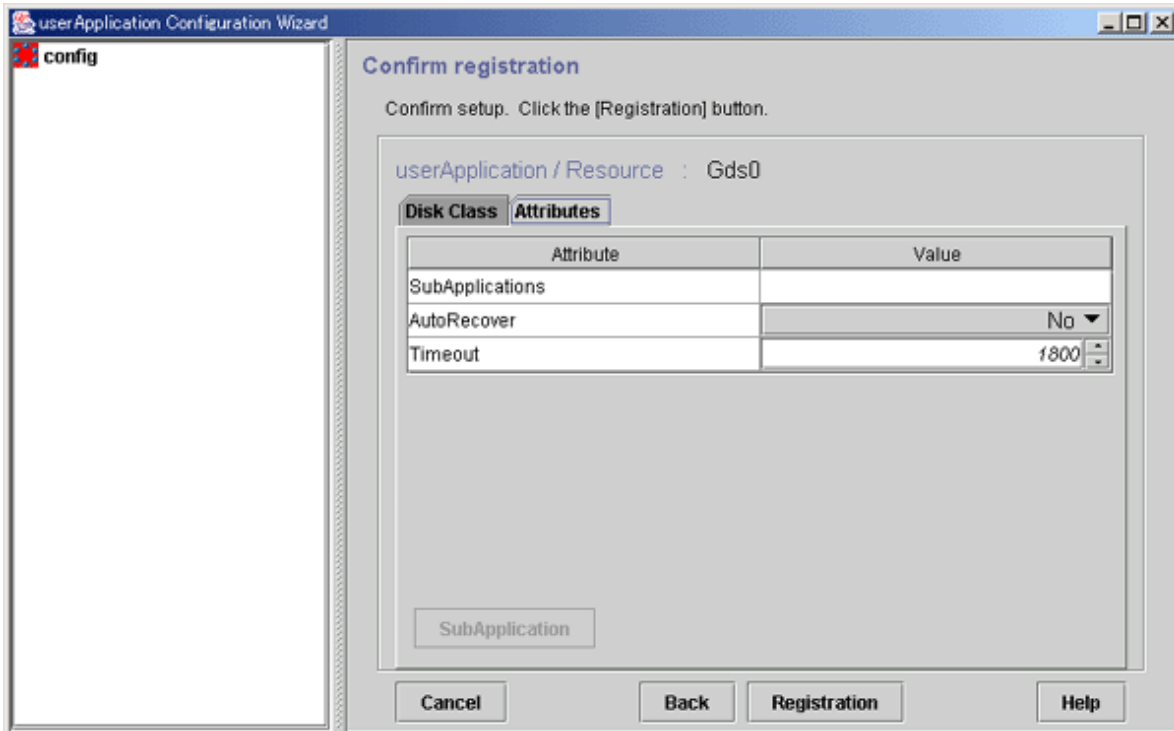 userApplication Configuration Wizard
config
Confirm registration
Confirm setup. Click the [Registration] button.
userApplication / Resource : Gds0
Disk Class Attributes
Attribute Value
SubApplications
AutoRecover No
Timeout 1800
SubApplication
Cancel Back Registration Help